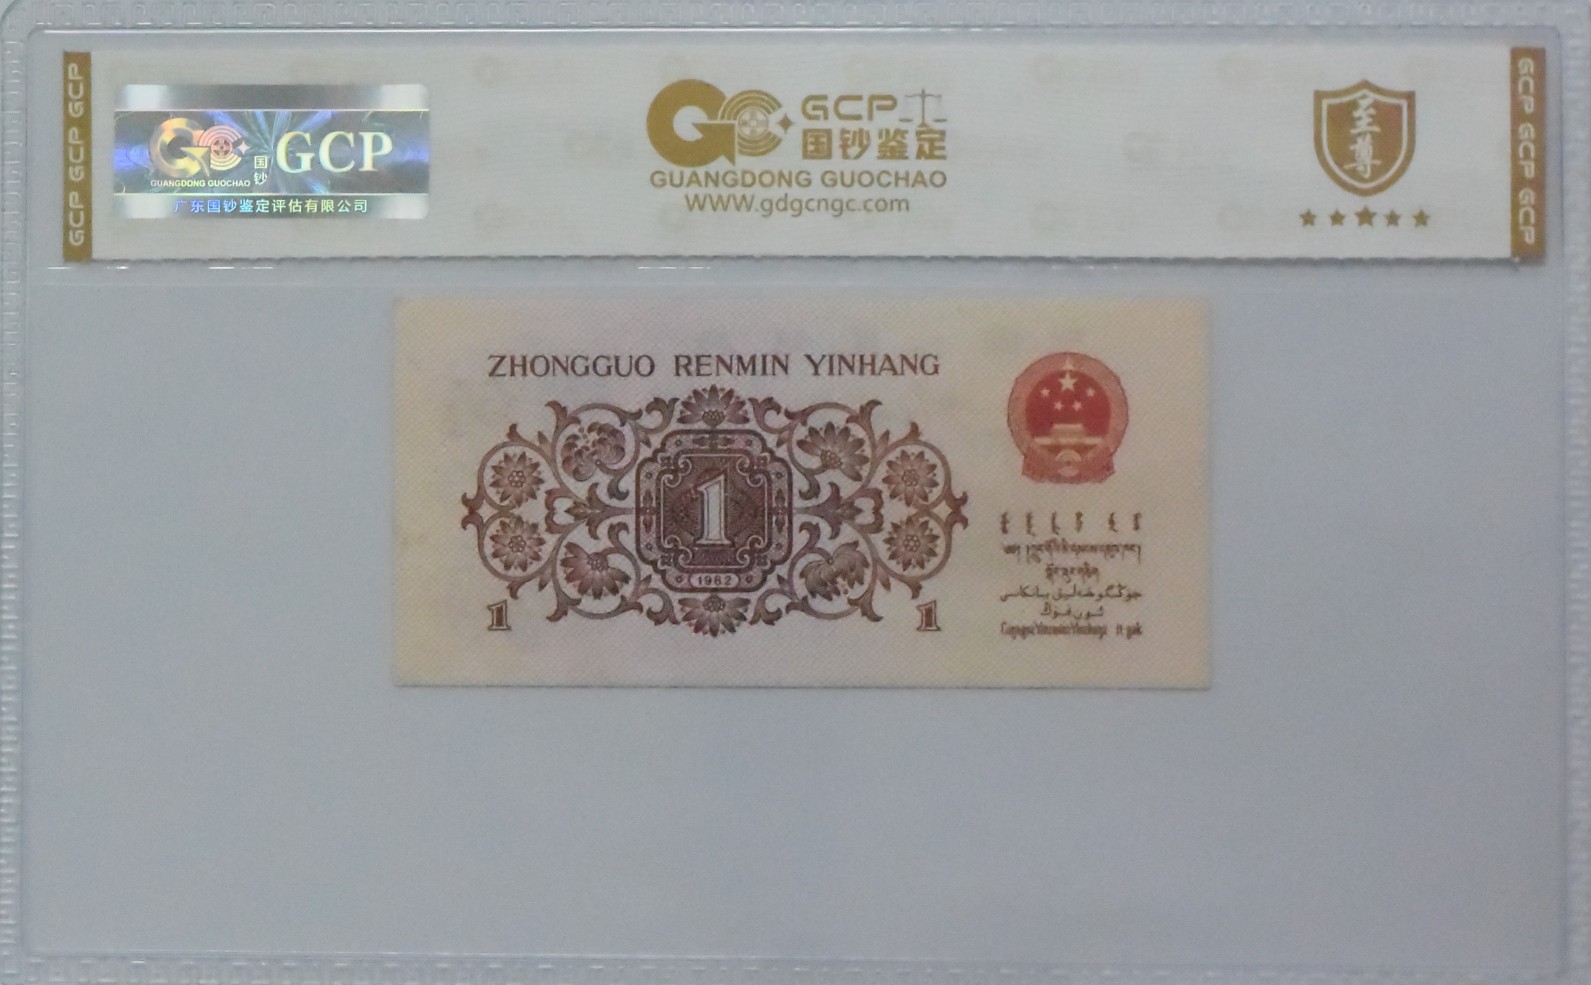 GCP GCP GCP
国钞
GCP
GUANGDONG GUOCHAO
广东国钞鉴定评估有限公司
GCP
国钞鉴定
GUANGDONG GUOCHAO
WWW.gdgcngc.com
至尊
GCP GCP GCP
ZHONGGUO RENMIN YINHANG
1
1962
1
1